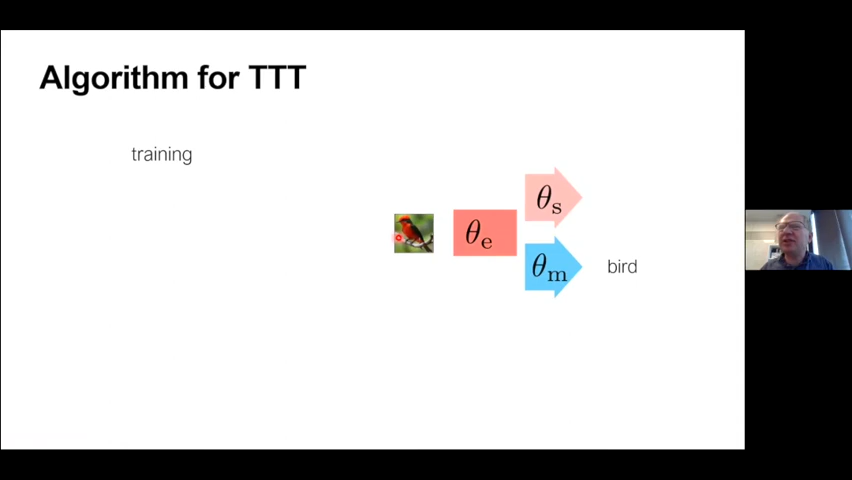 Algorithm for TTT
training
θs
θe
θm
bird